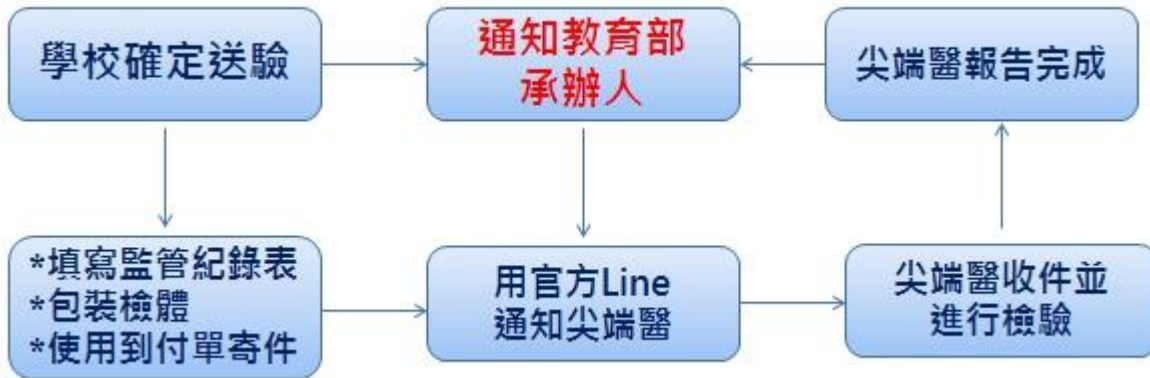 學校確定送驗
通知教育部
承辦人
尖端醫報告完成
*填寫監管紀錄表
*包裝檢體
*使用到付單寄件
用官方Line
通知尖端醫
尖端醫收件並
進行檢驗